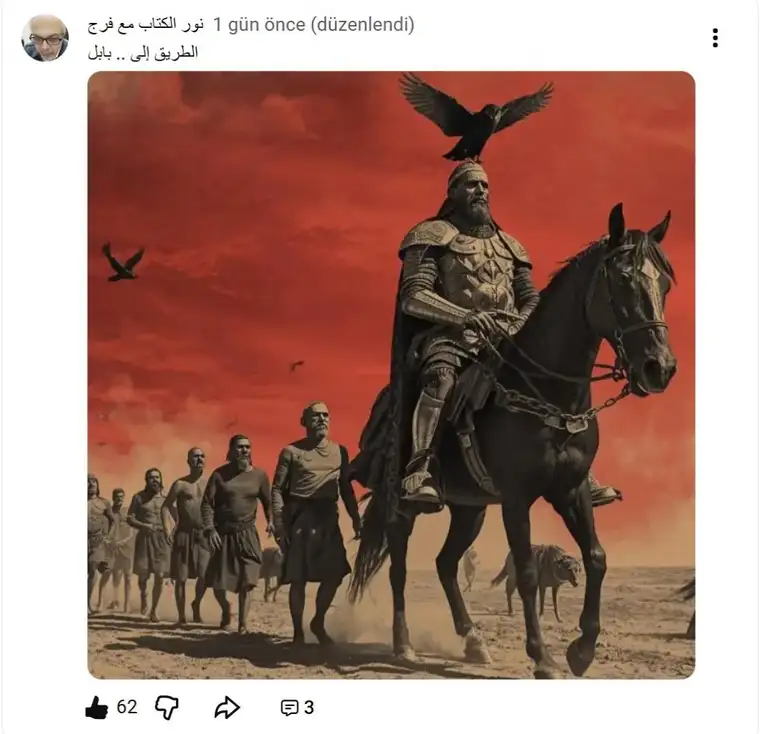 نور الكتاب مع فرج 1 gün önce (düzenlendi)
الطريق إلى .. بابل
62 3